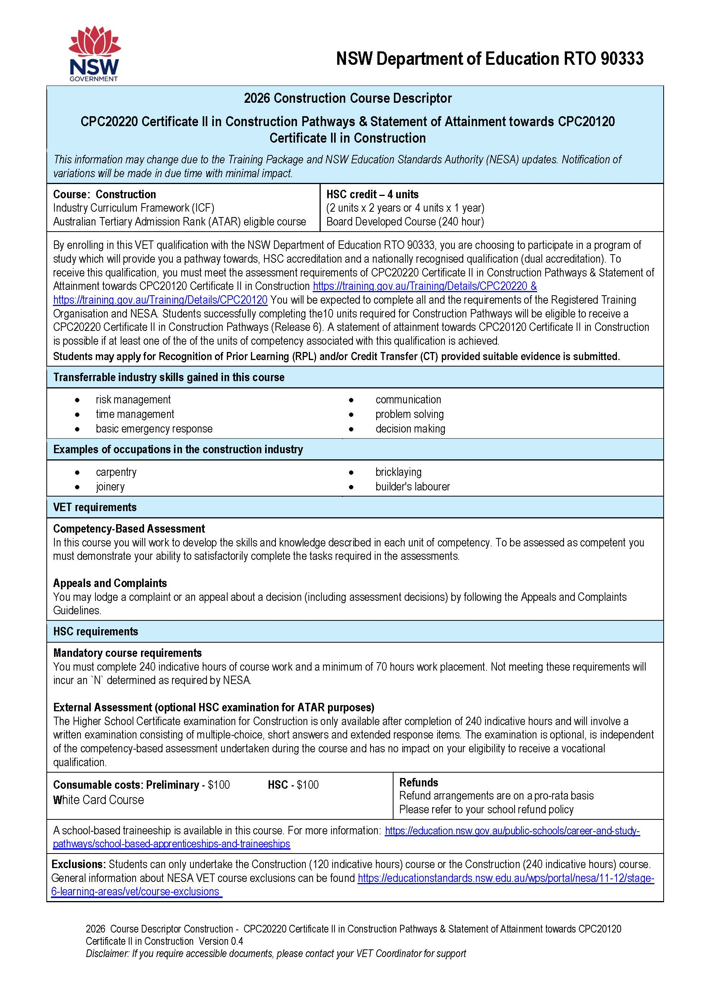 NSW
GOVERNMENT
NSW Department of Education RTO 90333
2026 Construction Course Descriptor
CPC20220 Certificate II in Construction Pathways & Statement of Attainment towards CPC20120
Certificate II in Construction
This information may change due to the Training Package and NSW Education Standards Authority (NESA) updates. Notification of
variations will be made in due time with minimal impact.
Course:  Construction
Industry Curriculum Framework (ICF)
Australian Tertiary Admission Rank (ATAR) eligible course
HSC credit – 4 units
(2 units x 2 years or 4 units x 1 year)
Board Developed Course (240 hour)
By enrolling in this VET qualification with the NSW Department of Education RTO 90333, you are choosing to participate in a program of
study which will provide you a pathway towards, HSC accreditation and a nationally recognised qualification (dual accreditation). To
receive this qualification, you must meet the assessment requirements of CPC20220 Certificate II in Construction Pathways & Statement of
Attainment towards CPC20120 Certificate II in Construction https://training.gov.au/Training/Details/CPC20220 &
https://training.gov.au/Training/Details/CPC20120 You will be expected to complete all and the requirements of the Registered Training
Organisation and NESA. Students successfully completing the10 units required for Construction Pathways will be eligible to receive a
CPC20220 Certificate II in Construction Pathways (Release 6). A statement of attainment towards CPC20120 Certificate II in Construction
is possible if at least one of the of the units of competency associated with this qualification is achieved.
Students may apply for Recognition of Prior Learning (RPL) and/or Credit Transfer (CT) provided suitable evidence is submitted.
Transferrable industry skills gained in this course
• risk management
• time management
• basic emergency response
• communication
• problem solving
• decision making
Examples of occupations in the construction industry
• carpentry
• joinery
• bricklaying
• builder's labourer
VET requirements
Competency-Based Assessment
In this course you will work to develop the skills and knowledge described in each unit of competency. To be assessed as competent you
must demonstrate your ability to satisfactorily complete the tasks required in the assessments.
Appeals and Complaints
You may lodge a complaint or an appeal about a decision (including assessment decisions) by following the Appeals and Complaints
Guidelines.
HSC requirements
Mandatory course requirements
You must complete 240 indicative hours of course work and a minimum of 70 hours work placement. Not meeting these requirements will
incur an `N` determined as required by NESA.
External Assessment (optional HSC examination for ATAR purposes)
The Higher School Certificate examination for Construction is only available after completion of 240 indicative hours and will involve a
written examination consisting of multiple-choice, short answers and extended response items. The examination is optional, is independent
of the competency-based assessment undertaken during the course and has no impact on your eligibility to receive a vocational
qualification.
Consumable costs: Preliminary - $100 HSC - $100
White Card Course
Refunds
Refund arrangements are on a pro-rata basis
Please refer to your school refund policy
A school-based traineeship is available in this course. For more information: https://education.nsw.gov.au/public-schools/career-and-study-
pathways/school-based-apprenticeships-and-traineeships
Exclusions: Students can only undertake the Construction (120 indicative hours) course or the Construction (240 indicative hours) course.
General information about NESA VET course exclusions can be found https://educationstandards.nsw.edu.au/wps/portal/nesa/11-12/stage-
6-learning-areas/vet/course-exclusions
2026  Course Descriptor Construction -  CPC20220 Certificate II in Construction Pathways & Statement of Attainment towards CPC20120
Certificate II in Construction  Version 0.4
Disclaimer: If you require accessible documents, please contact your VET Coordinator for support